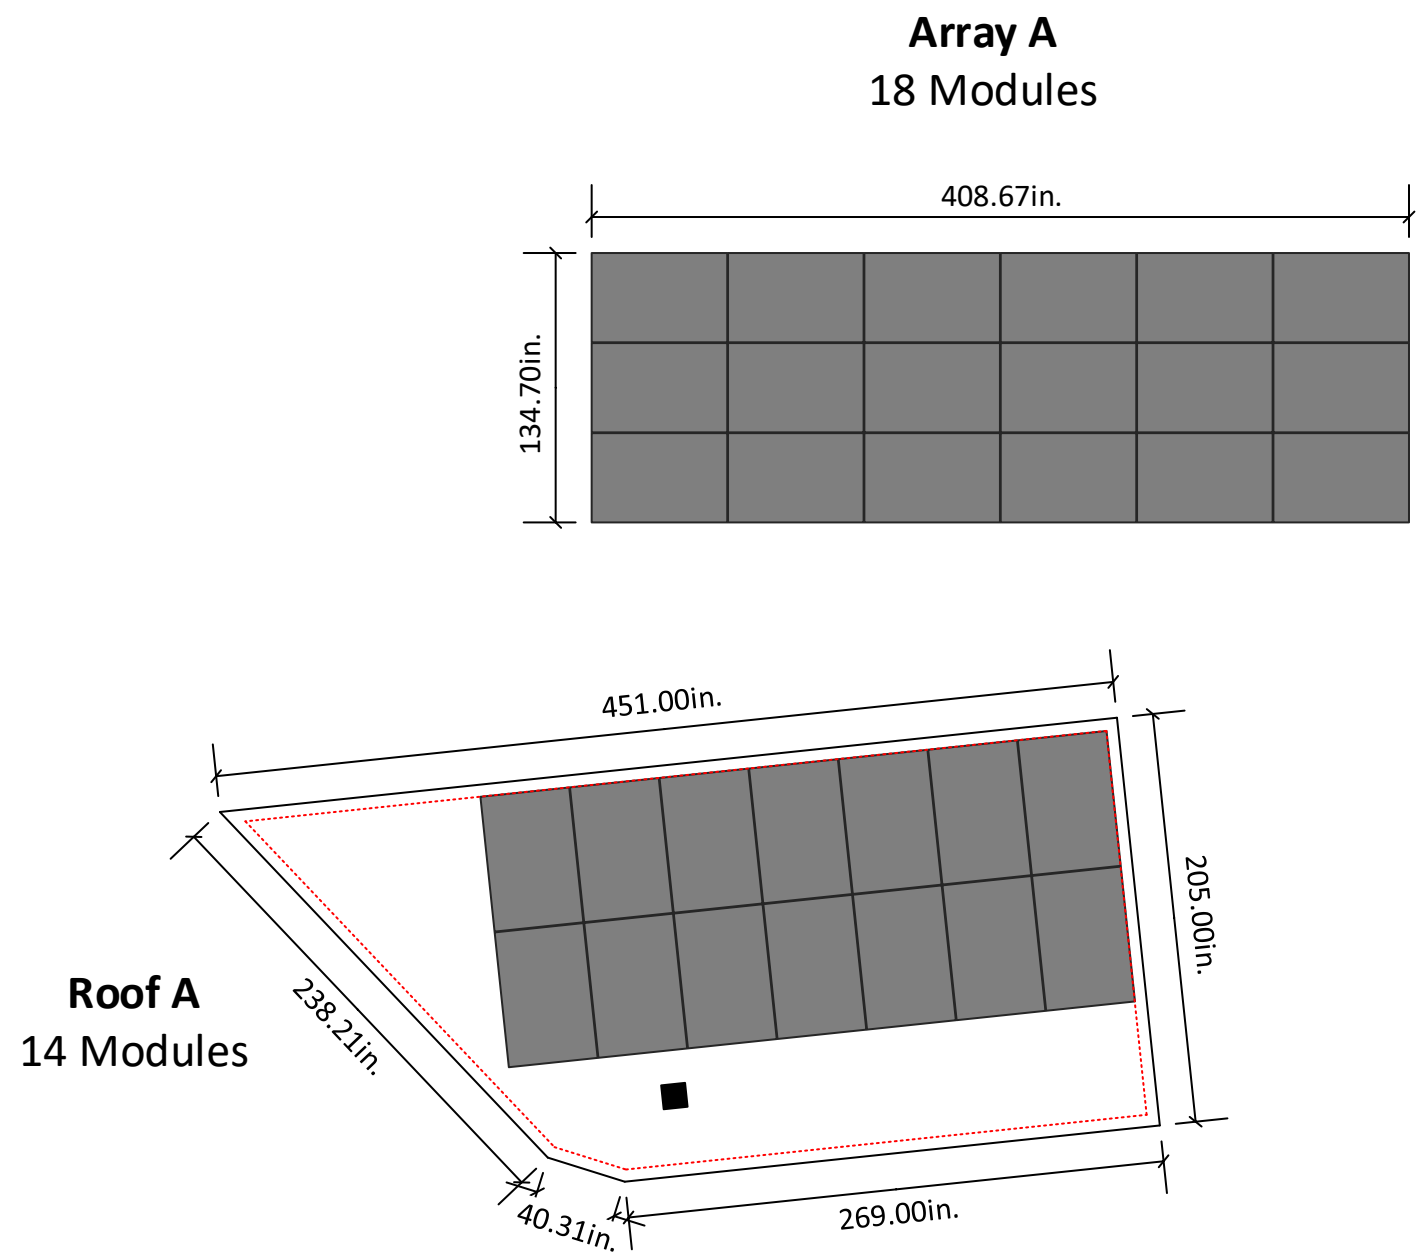 Array A
18 Modules
408.67in.
134.70in.
451.00in.
205.00in.
Roof A
14 Modules
238.21in.
40.31in.
269.00in.